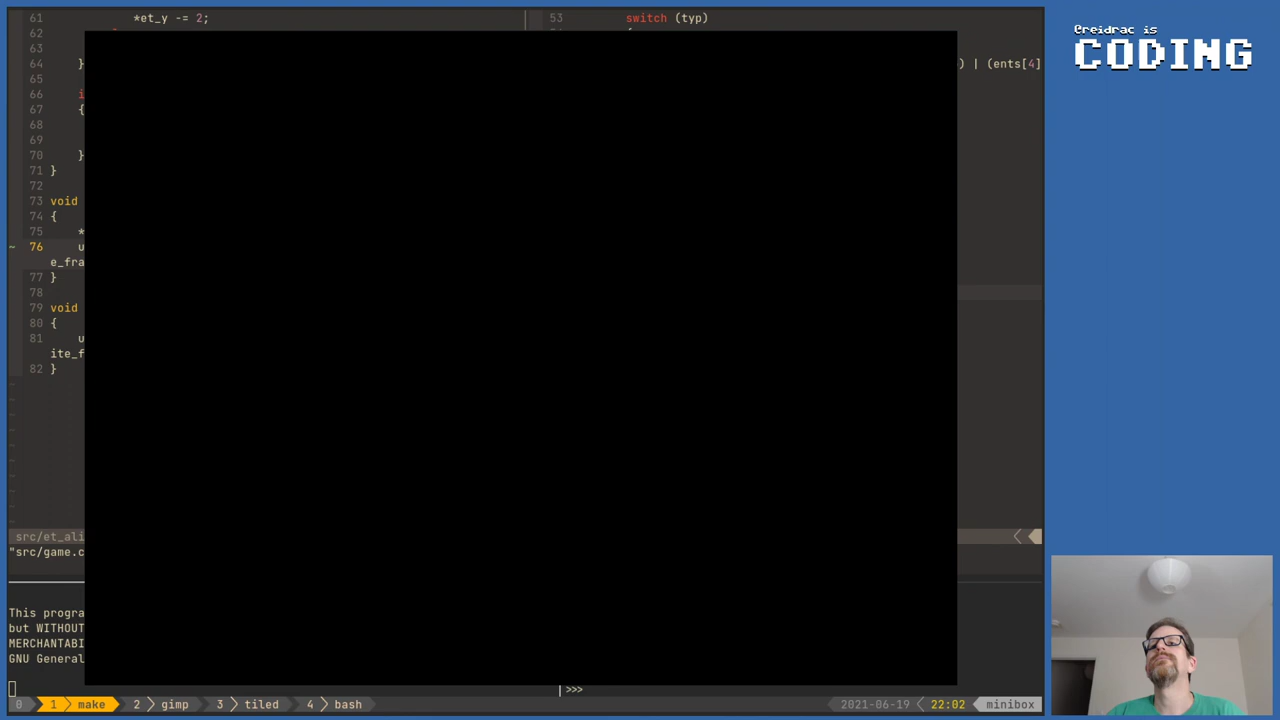 61 *et_y -= 2;
62
63
64 }
65
66 i
67 {
68
69
70 }
71 }
72
73 void
74 {
75 *
~ 76 u
e_fra
77 }
78
79 void
80 {
81 u
ite_f
82 }
src/et_ali
"src/game.c
53 switch (typ)
) | (ents[4]
This progra
but WITHOUT
MERCHANTABI
GNU General
>>>
0 1 make 2 gimp 3 tiled 4 bash 2021-06-19 22:02 minibox
@reidrac is
CODING